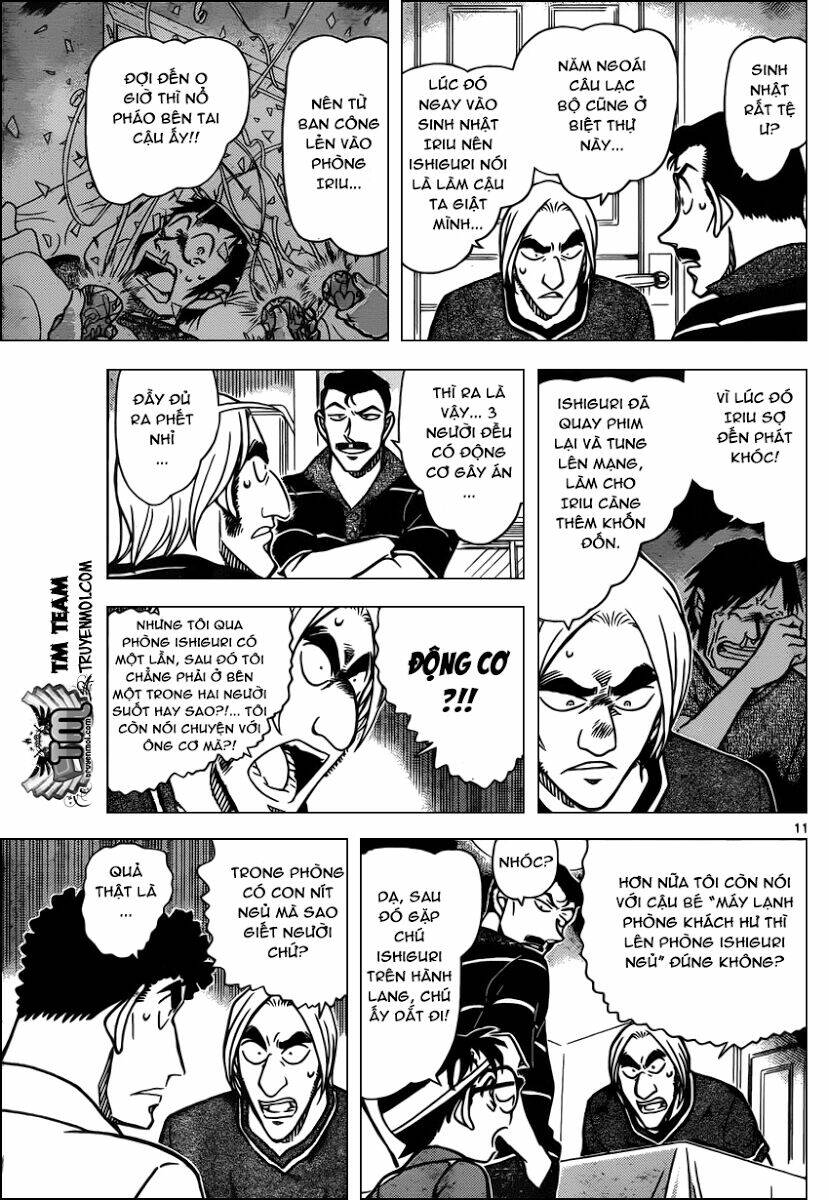 SINH
NHẬT
RẤT TỆ
Ư?
NĂM NGOÁI
CÂU LẠC
BỘ CŨNG Ở
BIỆT THỰ
NÀY...
LÚC ĐÓ
NGAY VÀO
SINH NHẬT
IRIU NÊN
ISHIGURI NÓI
LÀ LÀM CẬU
TA GIẬT
MÌNH...
NÊN TỪ
BAN CÔNG
LẺN VÀO
PHÒNG
IRIU...
ĐỢI ĐẾN 0
GIỜ THÌ NỔ
PHÁO BÊN TAI
CẬU ẤY!!
VÌ LÚC ĐÓ
IRIU SỢ
ĐẾN PHÁT
KHÓC!
ISHIGURI ĐÃ
QUAY PHIM
LẠI VÀ TUNG
LÊN MẠNG,
LÀM CHO
IRIU CÀNG
THÊM KHỐN
ĐỐN.
THÌ RA LÀ
VẬY... 3
NGƯỜI ĐỀU
CÓ ĐỘNG
CƠ GÂY ÁN
...
ĐẦY ĐỦ
RA PHẾT
NHỈ
...
ĐỘNG CƠ
?!!
NHƯNG TÔI QUA
PHÒNG ISHIGURI CÓ
MỘT LẦN, SAU ĐÓ TÔI
CHẲNG PHẢI Ở BÊN
MỘT TRONG HAI NGƯỜI
SUỐT HAY SAO?!... TÔI
CÒN NÓI CHUYỆN VỚI
ÔNG CƠ MÀ?!
TM TEAM
TRUYENMOI.COM
TM
truyenmoi.com
11
HƠN NỮA TÔI CÒN NÓI
VỚI CẬU BÉ "MÁY LẠNH
PHÒNG KHÁCH HƯ THÌ
LÊN PHÒNG ISHIGURI
NGỦ" ĐÚNG KHÔNG?
NHÓC?
DẠ, SAU
ĐÓ GẶP
CHÚ
ISHIGURI
TRÊN HÀNH
LANG, CHÚ
ẤY DẮT ĐI!
TRONG PHÒNG
CÓ CON NÍT
NGỦ MÀ SAO
GIẾT NGƯỜI
CHỨ?
QUẢ
THẬT LÀ
...